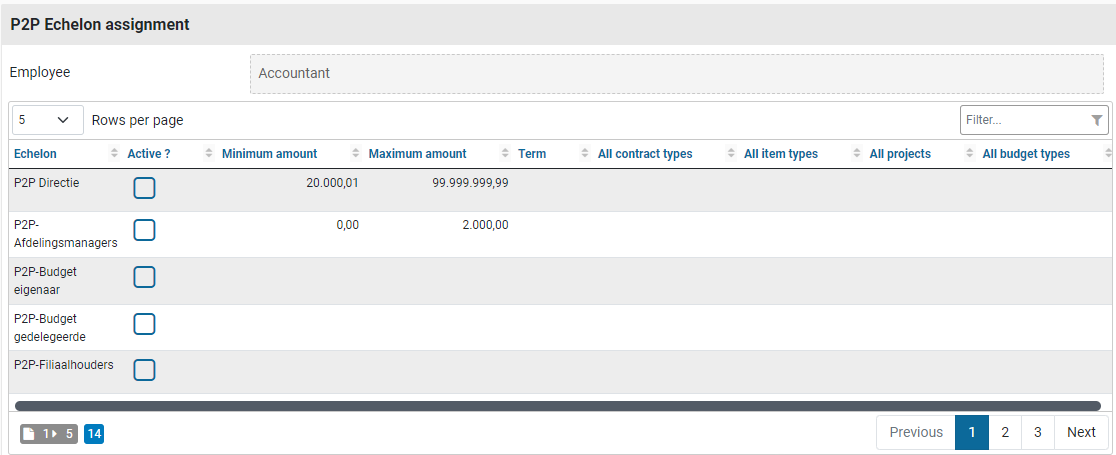 P2P Echelon assignment
Employee
Accountant
5 Rows per page Filter...
Echelon Active ? Minimum amount Maximum amount Term All contract types All item types All projects All budget types
P2P Directie 20.000,01 99.999.999,99
P2P-
Afdelingsmanagers 0,00 2.000,00
P2P-Budget
eigenaar
P2P-Budget
gedelegeerde
P2P-Filiaalhouders
1 5 14 Previous 1 2 3 Next